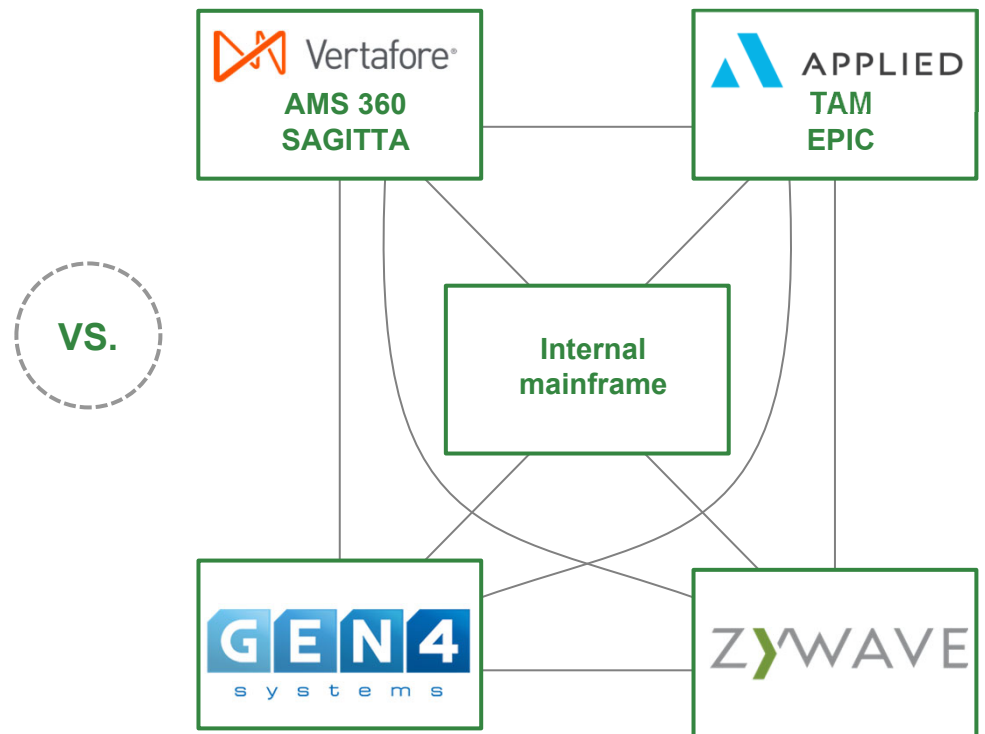 Vertafore®
AMS 360
SAGITTA
APPLIED
TAM
EPIC
VS.
Internal
mainframe
GEN4
systems
ZYWAVE